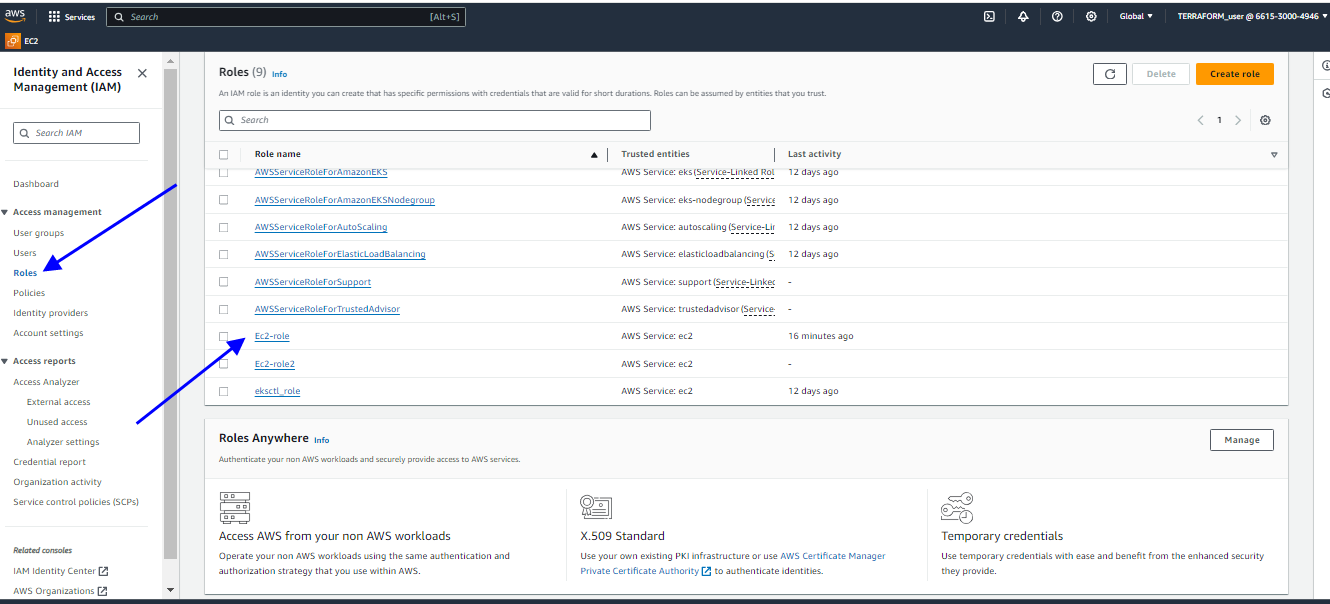 aws
Services
Search
[Alt+S]
Global
TERRAFORM_user @ 6615-3000-4946
EC2
Identity and Access
Management (IAM)
Search IAM
Dashboard
Access management
User groups
Users
Roles
Policies
Identity providers
Account settings
Access reports
Access Analyzer
External access
Unused access
Analyzer settings
Credential report
Organization activity
Service control policies (SCPs)
Related consoles
IAM Identity Center
AWS Organizations
Roles (9) Info
Delete
Create role
An IAM role is an identity you can create that has specific permissions with credentials that are valid for short durations. Roles can be assumed by entities that you trust.
Search
1
Role name Trusted entities Last activity
AWSServiceRoleForAmazonEKS AWS Service: eks (Service-Linked Rol 12 days ago
AWSServiceRoleForAmazonEKSNodegroup AWS Service: eks-nodegroup (Service 12 days ago
AWSServiceRoleForAutoScaling AWS Service: autoscaling (Service-Lin 12 days ago
AWSServiceRoleForElasticLoadBalancing AWS Service: elasticloadbalancing (S 12 days ago
AWSServiceRoleForSupport AWS Service: support (Service-Linked -
AWSServiceRoleForTrustedAdvisor AWS Service: trustedadvisor (Service- -
Ec2-role AWS Service: ec2 16 minutes ago
Ec2-role2 AWS Service: ec2 -
eksctl_role AWS Service: ec2 12 days ago
Roles Anywhere Info
Manage
Authenticate your non AWS workloads and securely provide access to AWS services.
Access AWS from your non AWS workloads
Operate your non AWS workloads using the same authentication and
authorization strategy that you use within AWS.
X.509 Standard
Use your own existing PKI infrastructure or use AWS Certificate Manager
Private Certificate Authority to authenticate identities.
Temporary credentials
Use temporary credentials with ease and benefit from the enhanced security
they provide.